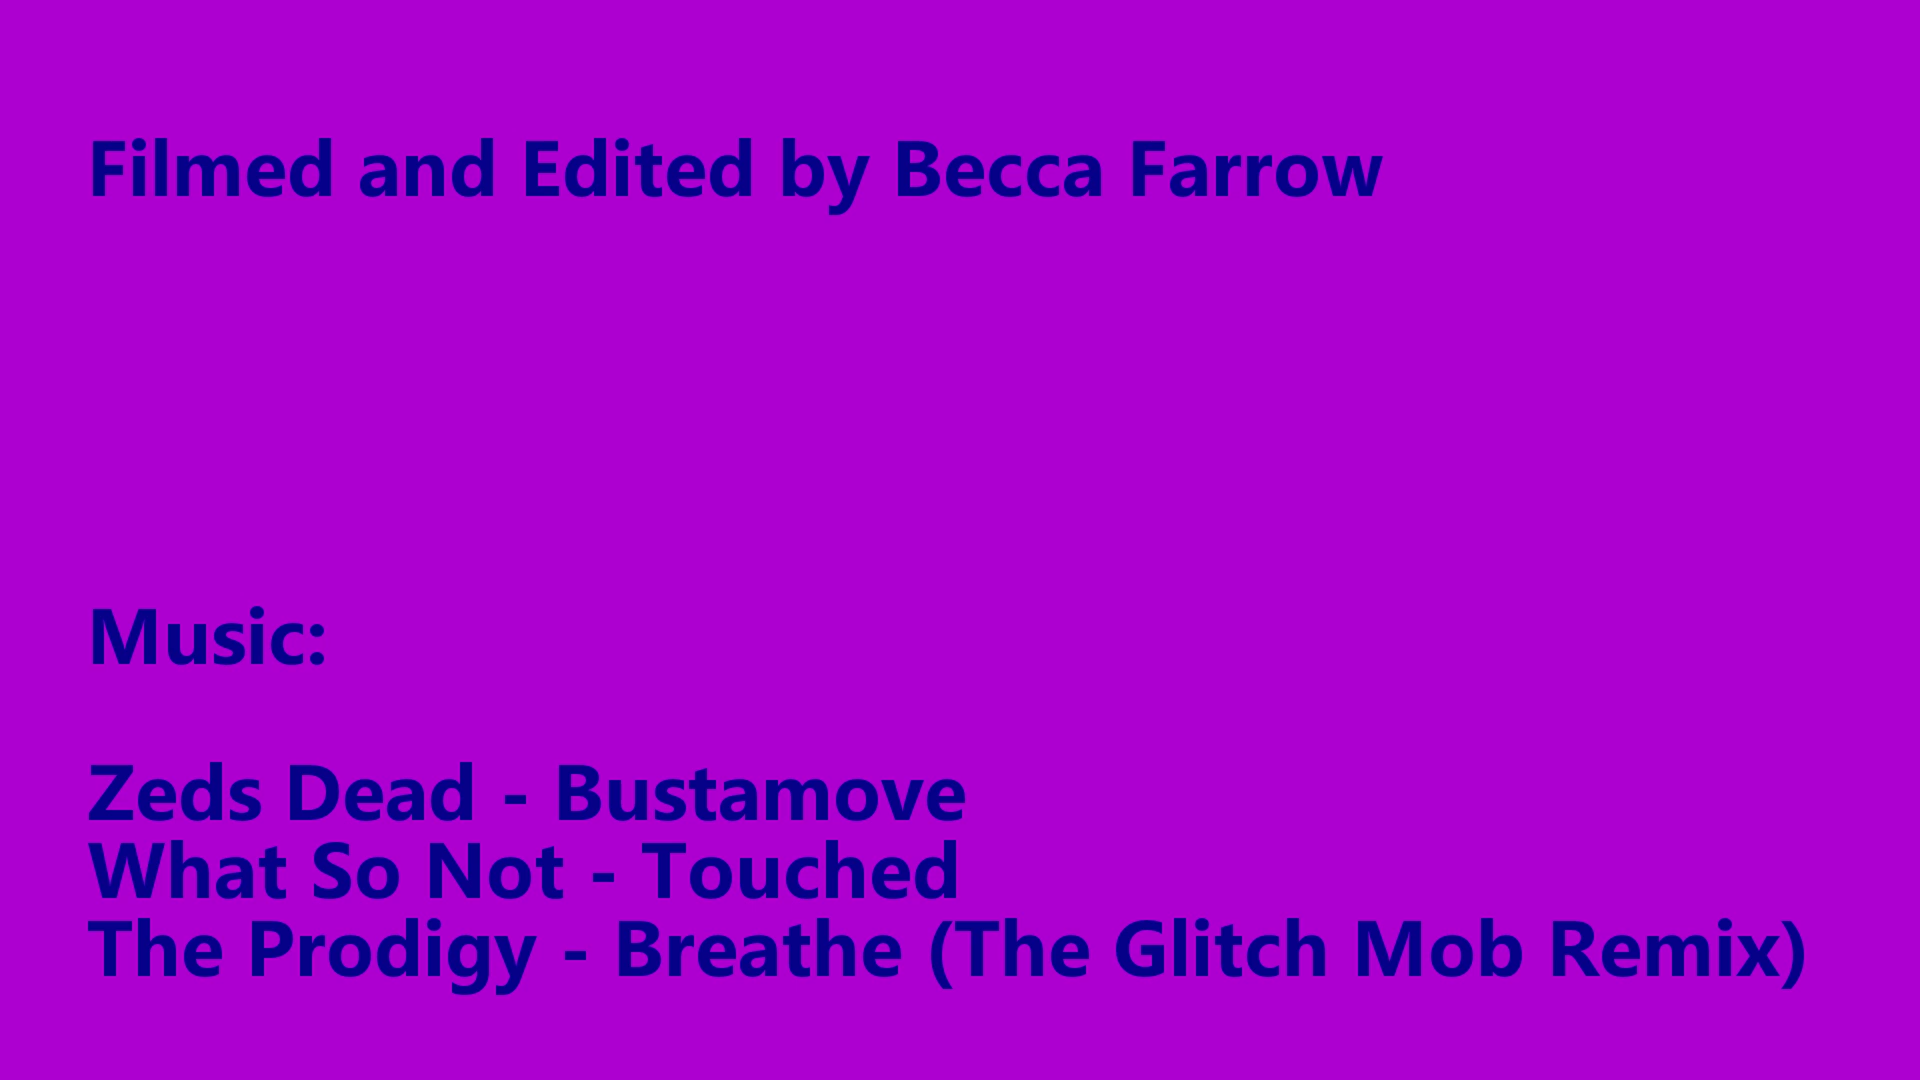 Filmed and Edited by Becca Farrow
Music:
Zeds Dead - Bustamove
What So Not - Touched
The Prodigy - Breathe (The Glitch Mob Remix)